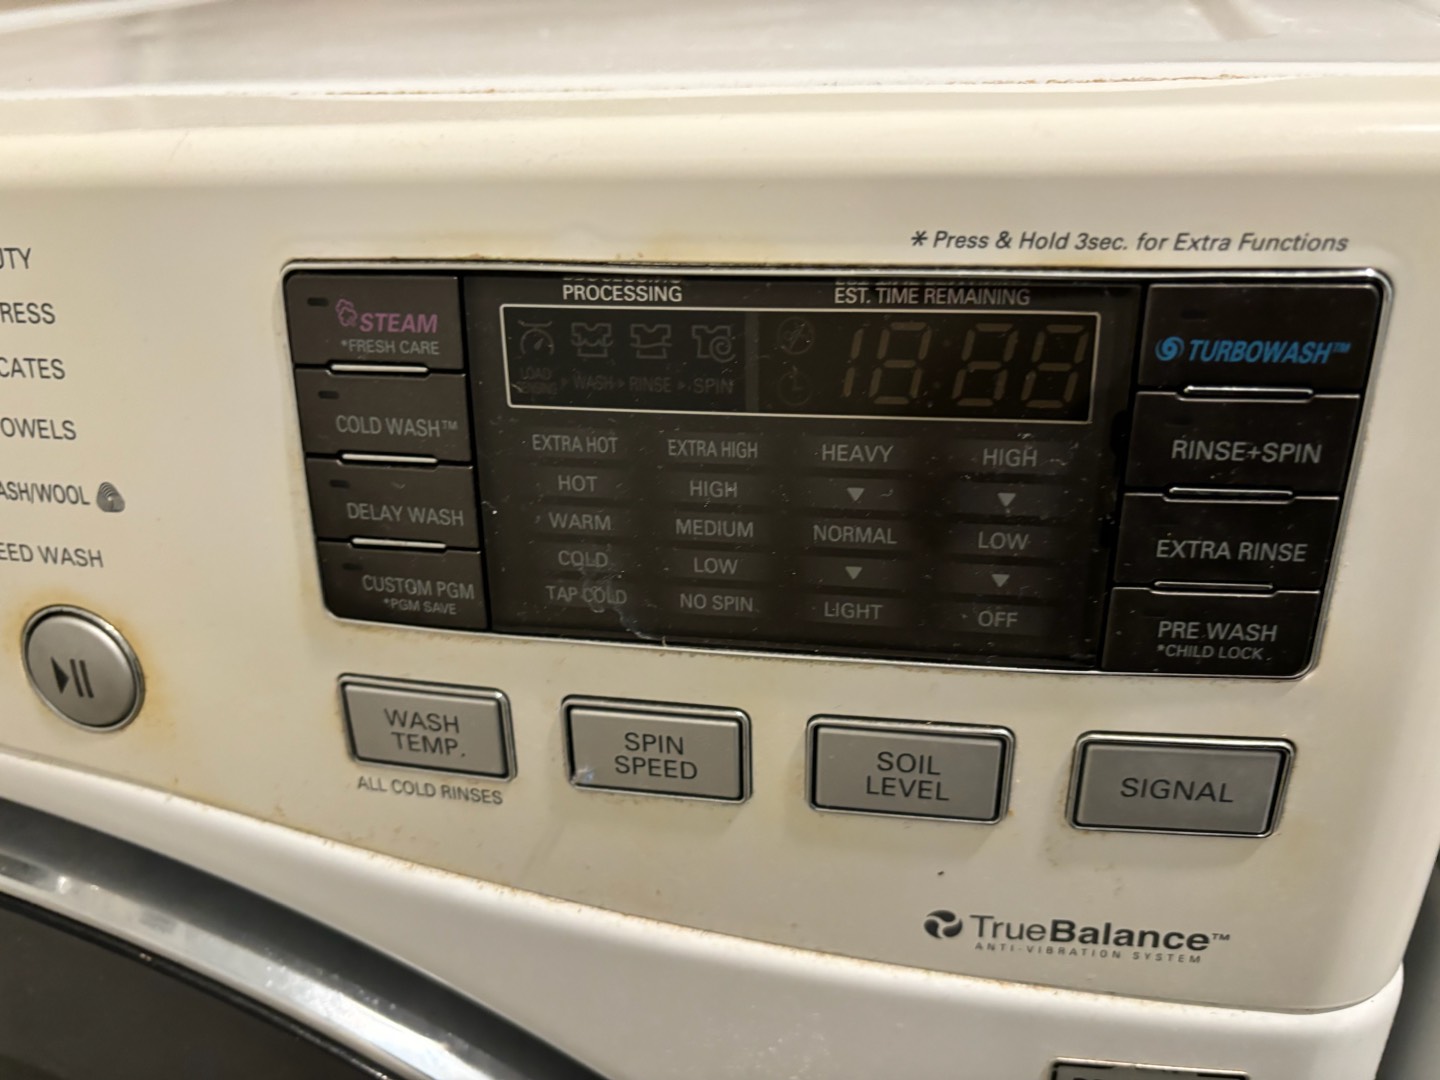 * Press & Hold 3sec. for Extra Functions
UTY
RESS
CATES
OWELS
ASH/WOOL
EED WASH
STEAM
*FRESH CARE
COLD WASH™
DELAY WASH
CUSTOM PGM
*PGM SAVE
PROCESSING
EST. TIME REMAINING
LOAD SENSING
WASH
RINSE
SPIN
18:88
EXTRA HOT
HOT
WARM
COLD
TAP COLD
EXTRA HIGH
HIGH
MEDIUM
LOW
NO SPIN
HEAVY
NORMAL
LIGHT
HIGH
LOW
OFF
TURBOWASH™
RINSE+SPIN
EXTRA RINSE
PRE WASH
*CHILD LOCK
WASH
TEMP.
ALL COLD RINSES
SPIN
SPEED
SOIL
LEVEL
SIGNAL
TrueBalance™
ANTI-VIBRATION SYSTEM